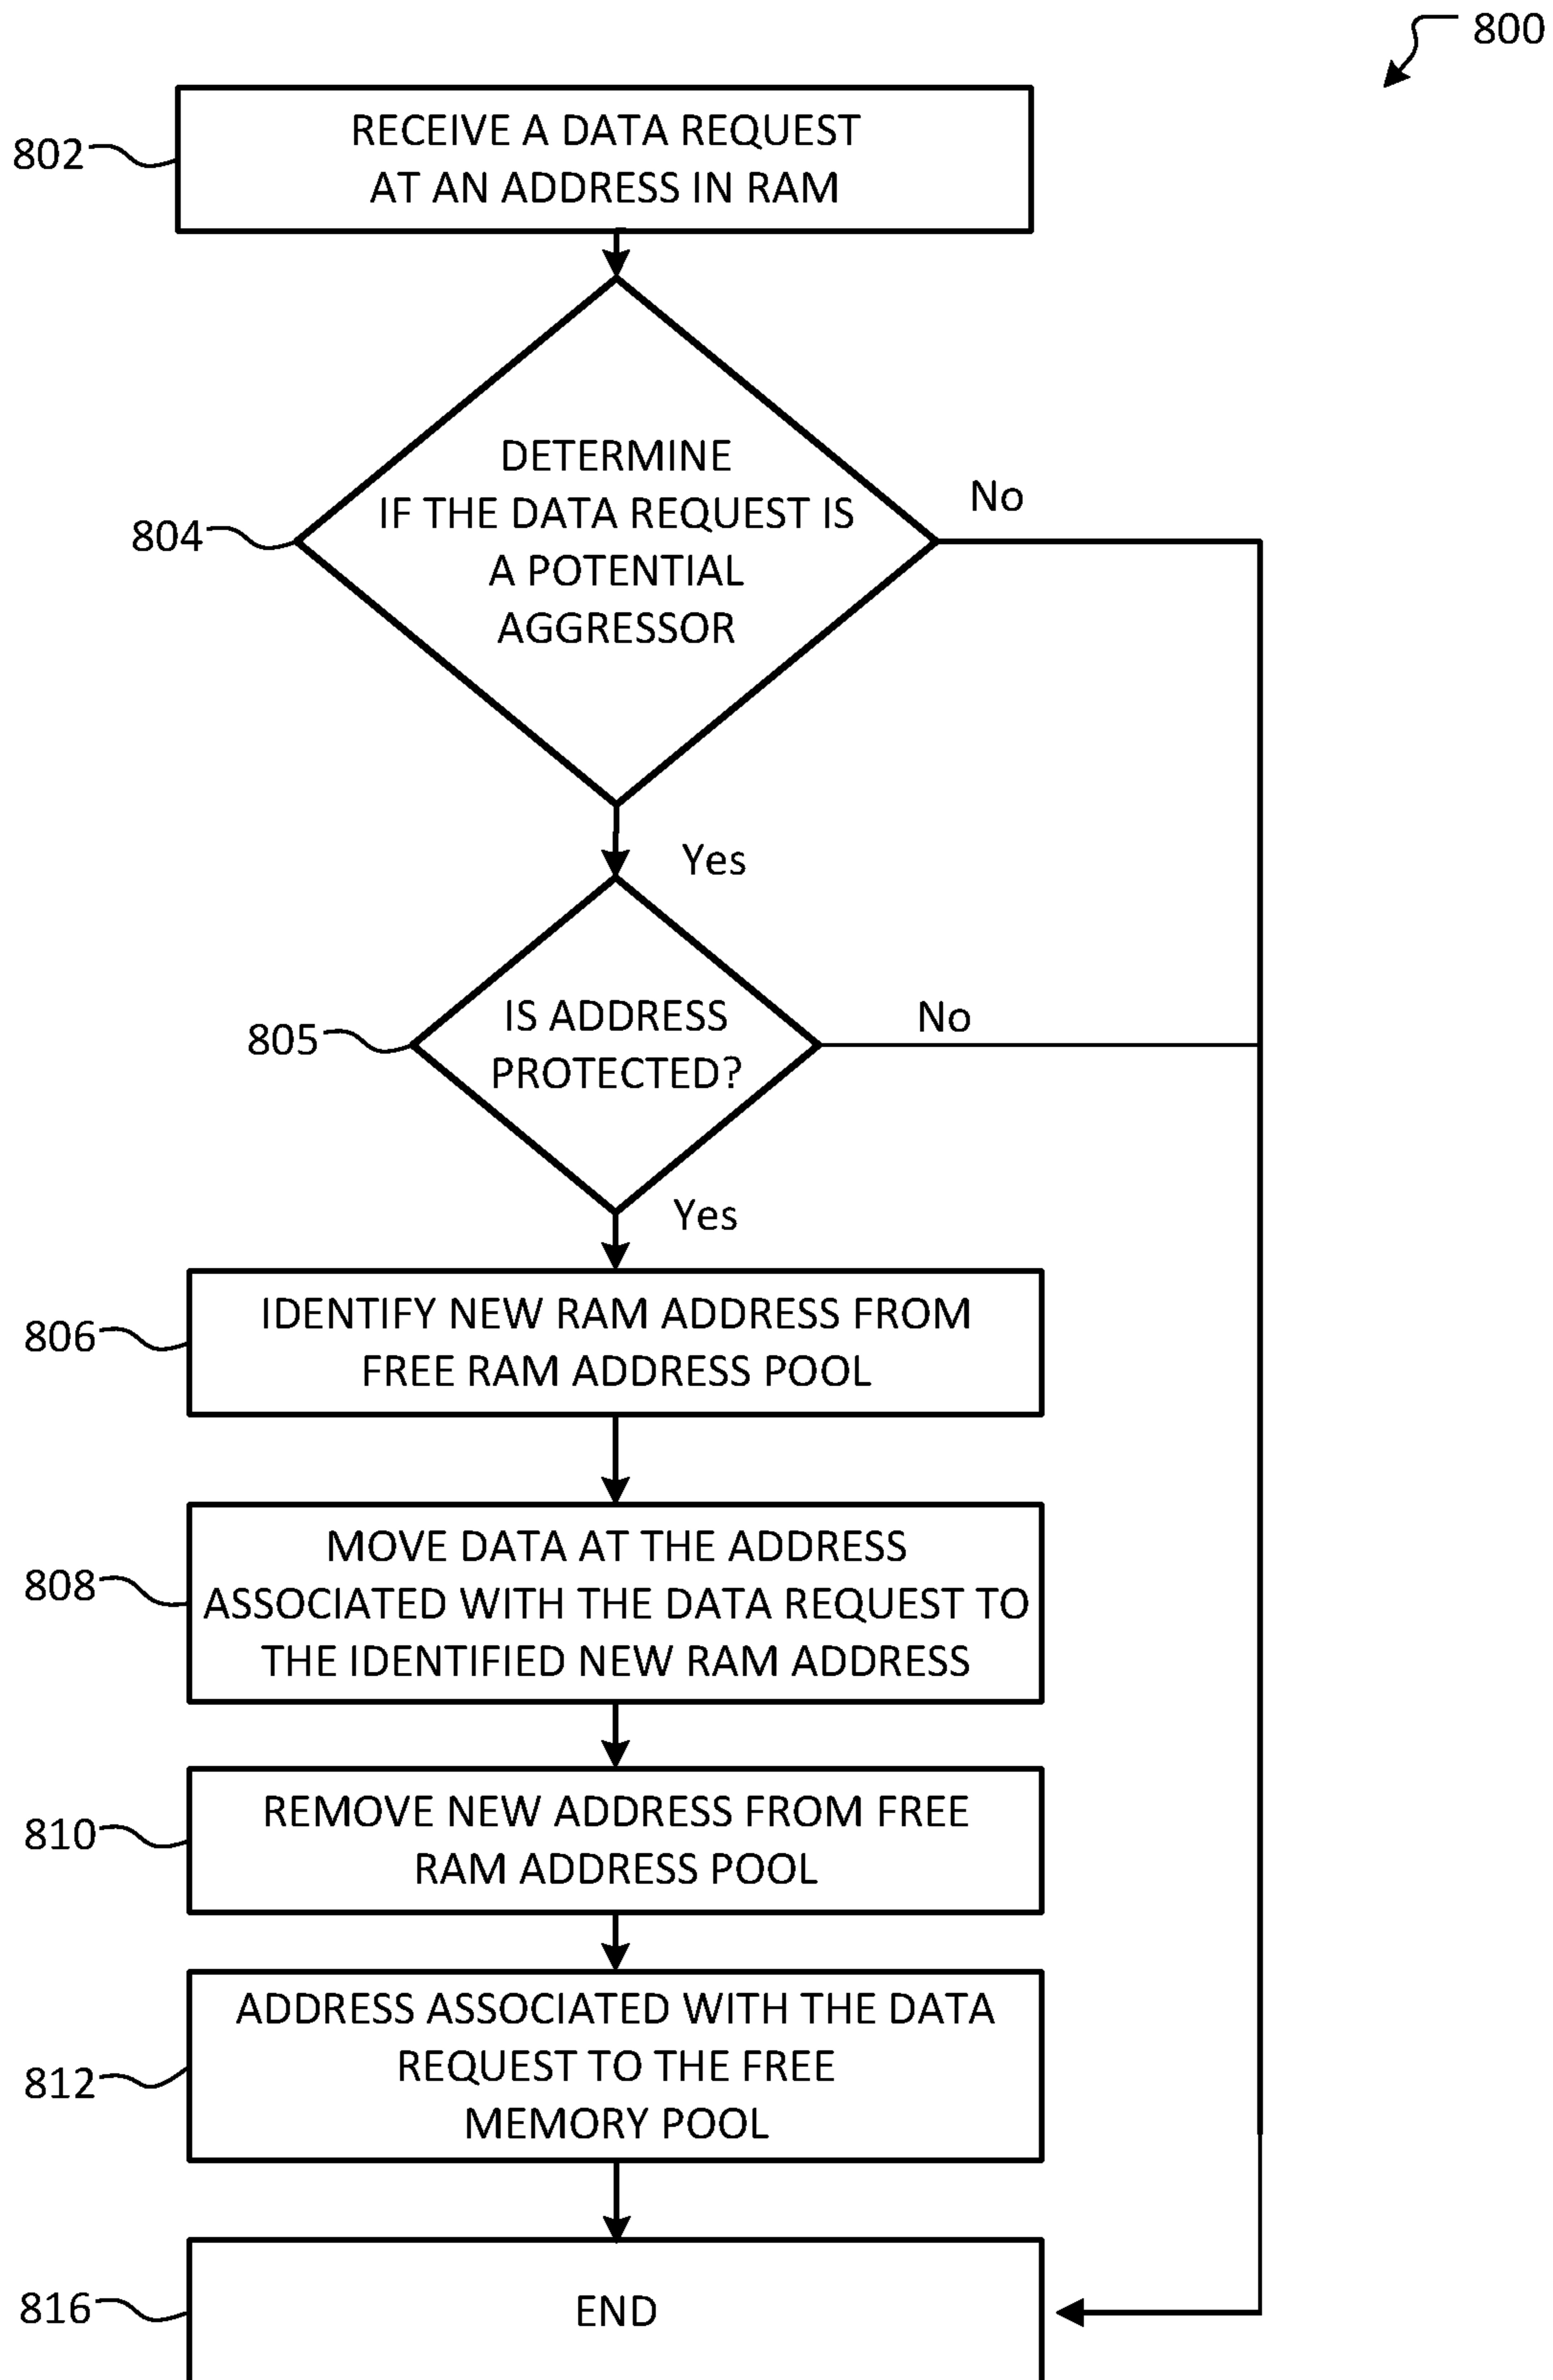 800
802
RECEIVE A DATA REQUEST
AT AN ADDRESS IN RAM
804
DETERMINE
IF THE DATA REQUEST IS
A POTENTIAL
AGGRESSOR
No
Yes
805
IS ADDRESS
PROTECTED?
No
Yes
806
IDENTIFY NEW RAM ADDRESS FROM
FREE RAM ADDRESS POOL
808
MOVE DATA AT THE ADDRESS
ASSOCIATED WITH THE DATA REQUEST TO
THE IDENTIFIED NEW RAM ADDRESS
810
REMOVE NEW ADDRESS FROM FREE
RAM ADDRESS POOL
812
ADDRESS ASSOCIATED WITH THE DATA
REQUEST TO THE FREE
MEMORY POOL
816
END